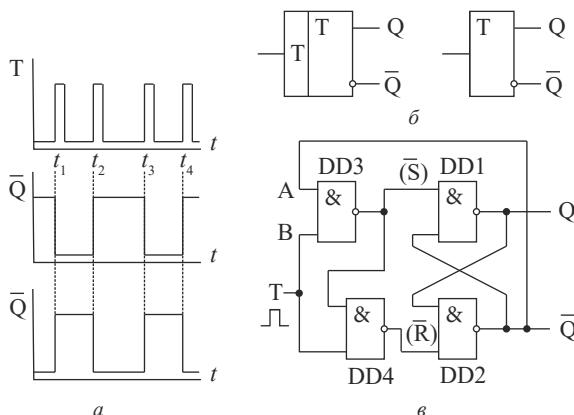 T
t
t₁ t₂ t₃ t₄
Q̅
t
Q̅
t
а
T
T
Q
Q̅
T
Q
Q̅
б
DD3
(S̅)
DD1
A
&
&
B
Q
T
&
(R̅)
&
Q̅
DD4
DD2
в